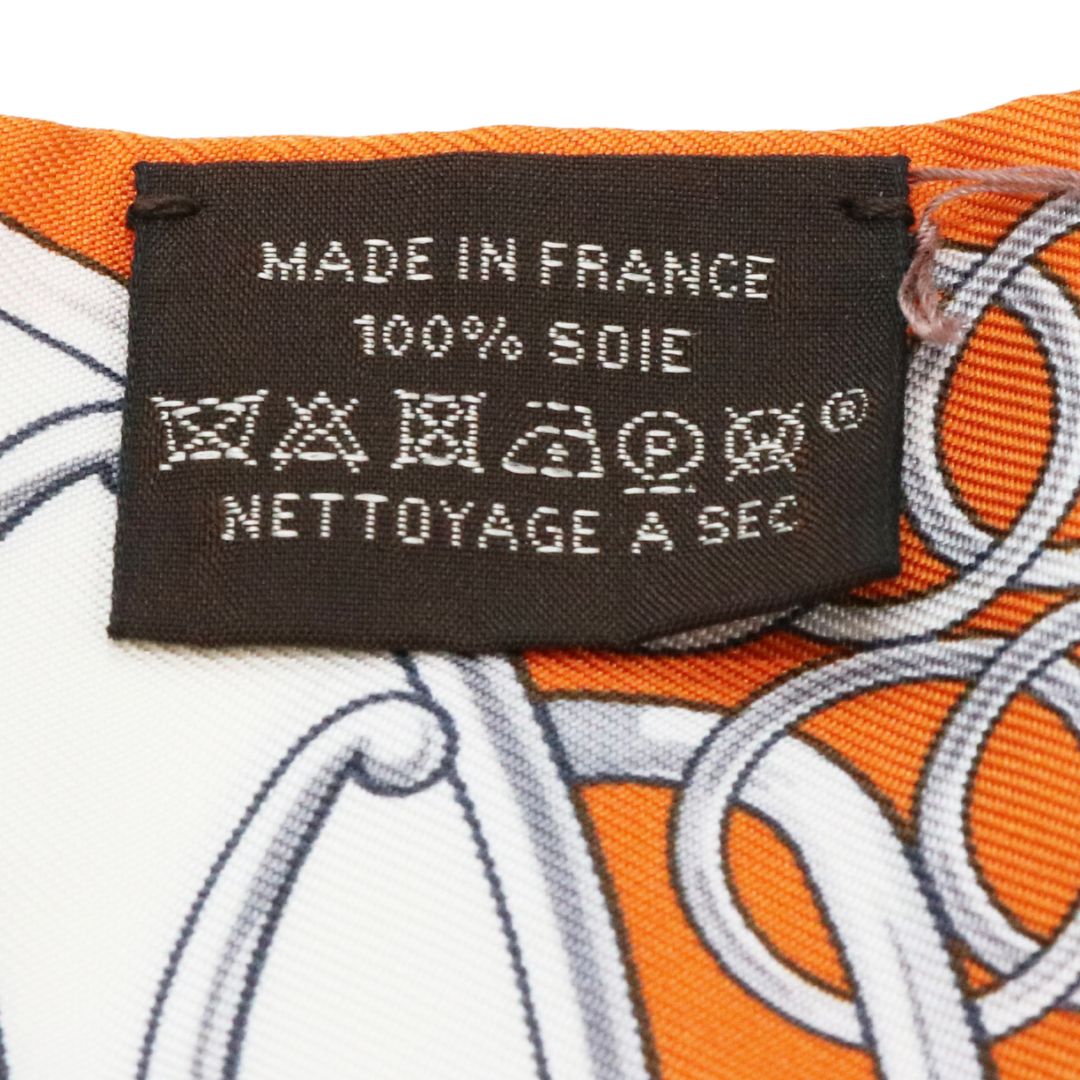 MADE IN FRANCE
100% SOIE
P W ®
NETTOYAGE A SEC